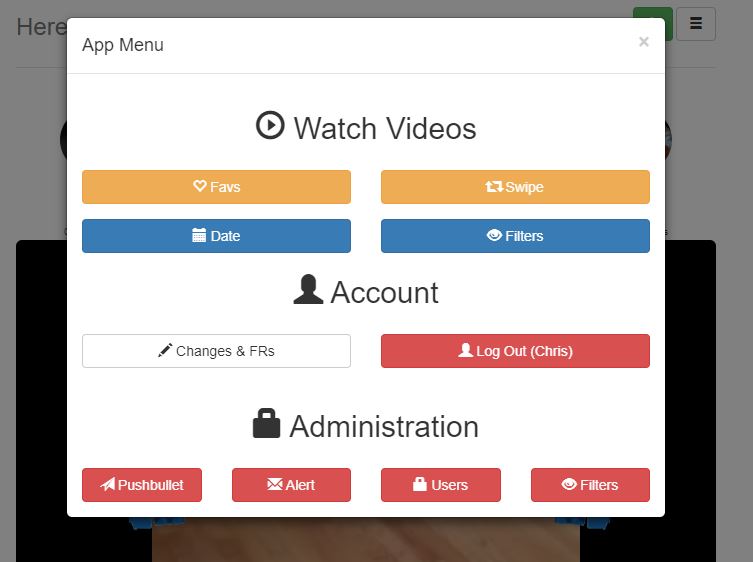 Here
App Menu ×
Watch Videos
Favs
Swipe
Date
Filters
Account
Changes & FRs
Log Out (Chris)
Administration
Pushbullet
Alert
Users
Filters